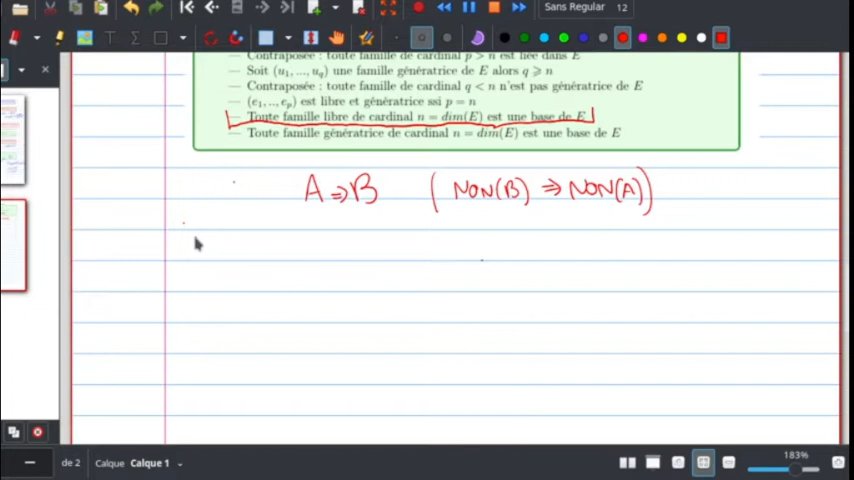 Sans Regular 12
— Contraposée : toute famille de cardinal p > n est liée dans E
— Soit (u₁, ..., u_q) une famille génératrice de E alors q ⩾ n
— Contraposée : toute famille de cardinal q < n n'est pas génératrice de E
— (e₁, .., e_p) est libre et génératrice ssi p = n
— Toute famille libre de cardinal n = dim(E) est une base de E
— Toute famille génératrice de cardinal n = dim(E) est une base de E
A ⇒ B ( NON(B) ⇒ NON(A))
de 2 Calque Calque 1 183%